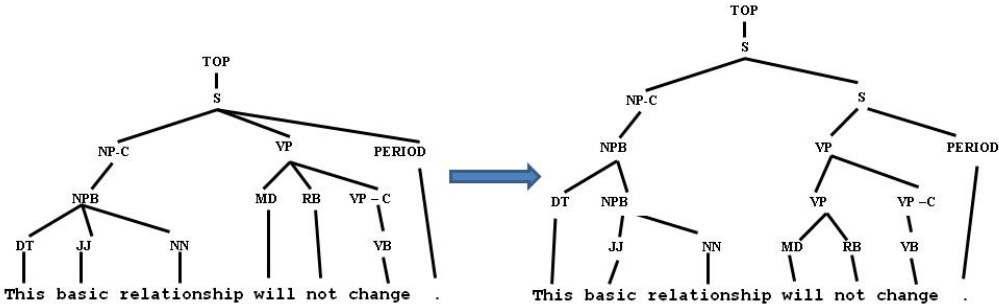 TOP
S
NP-C VP PERIOD
NPB MD RB VP-C
DT JJ NN VB
This basic relationship will not change .
TOP
S
NP-C S
NPB VP PERIOD
DT NPB VP VP-C
JJ NN MD RB VB
This basic relationship will not change .